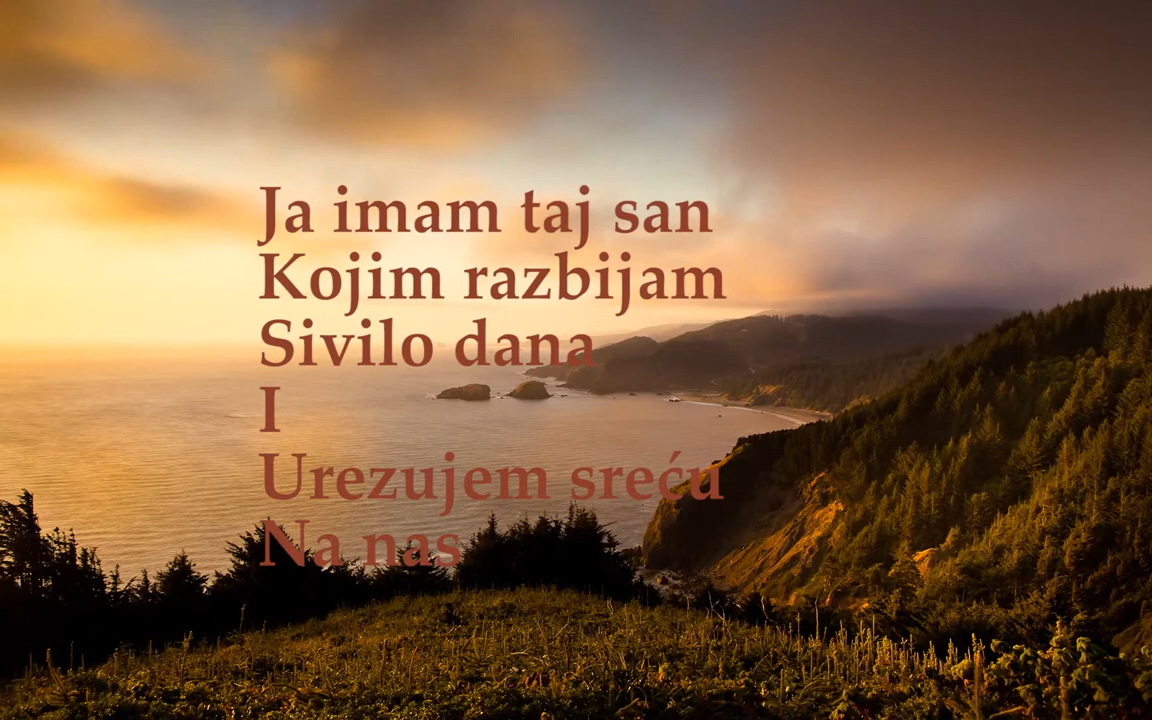 Ja imam taj san
Kojim razbijam
Sivilo dana
I
Urezujem sreću
Na nas